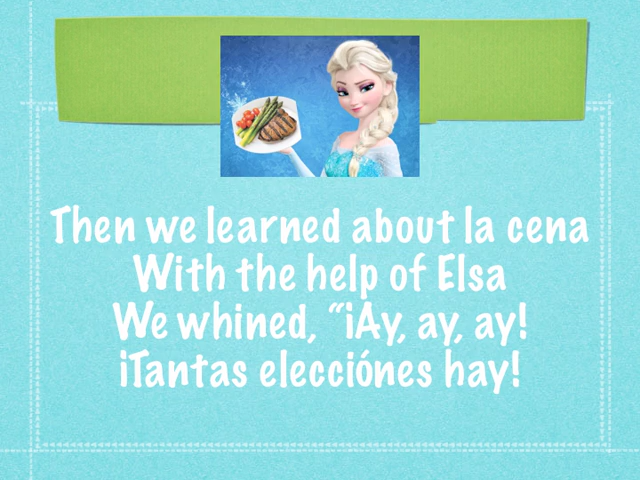 Then we learned about la cena
With the help of Elsa
We whined, “¡Ay, ay, ay!
¡Tantas elecciónes hay!